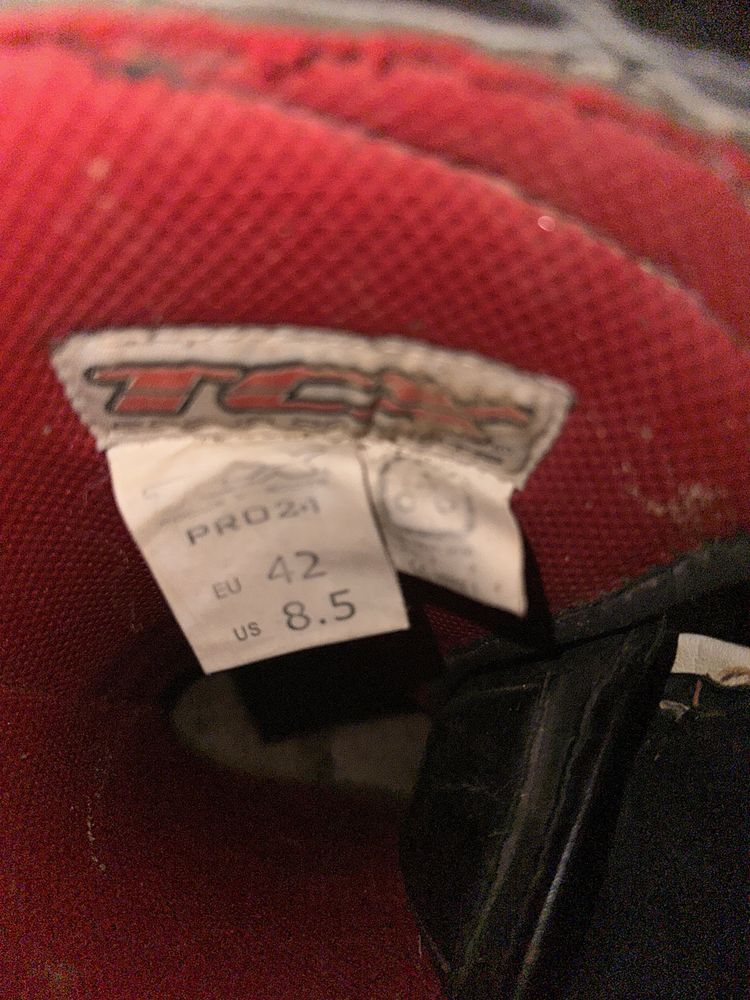 TCX
PRO2.1
EU 42
US 8.5